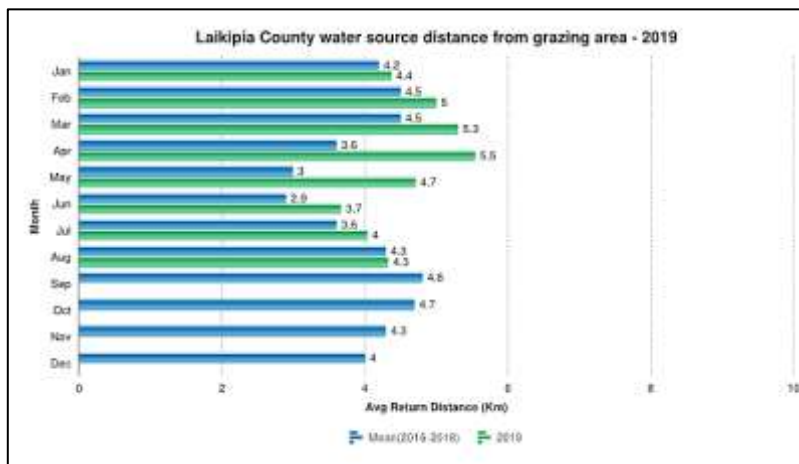 Laikipia County water source distance from grazing area - 2019
Month
Jan 4.2
4.4
Feb 4.5
5
Mar 4.5
5.3
Apr 3.6
5.5
May 3
4.7
Jun 2.9
3.7
Jul 3.6
4
Aug 4.3
4.3
Sep 4.8
Oct 4.7
Nov 4.3
Dec 4
0 2 4 6 8 10
Avg Return Distance (Km)
Mean(2016-2018) 2019